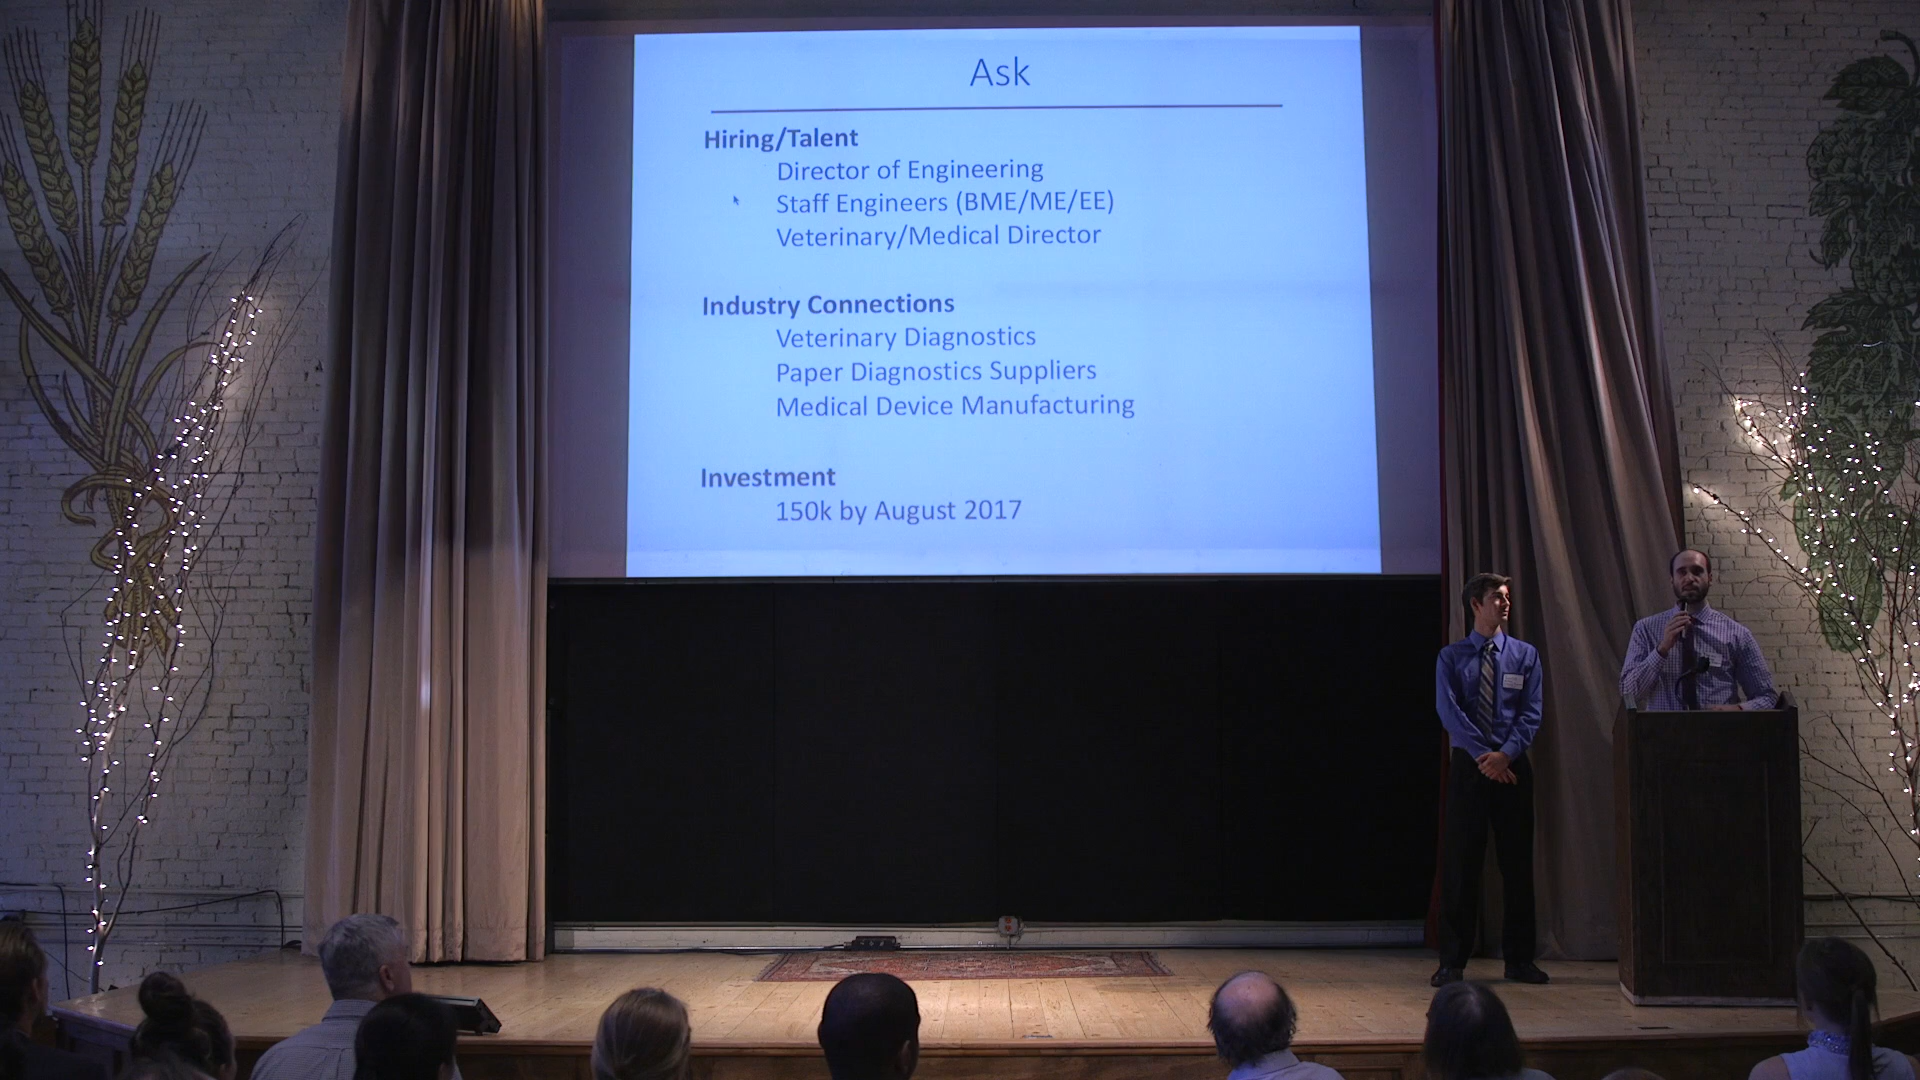 Ask
Hiring/Talent
Director of Engineering
Staff Engineers (BME/ME/EE)
Veterinary/Medical Director
Industry Connections
Veterinary Diagnostics
Paper Diagnostics Suppliers
Medical Device Manufacturing
Investment
150k by August 2017